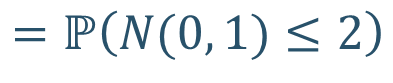 = ℙ(N(0, 1) ≤ 2)